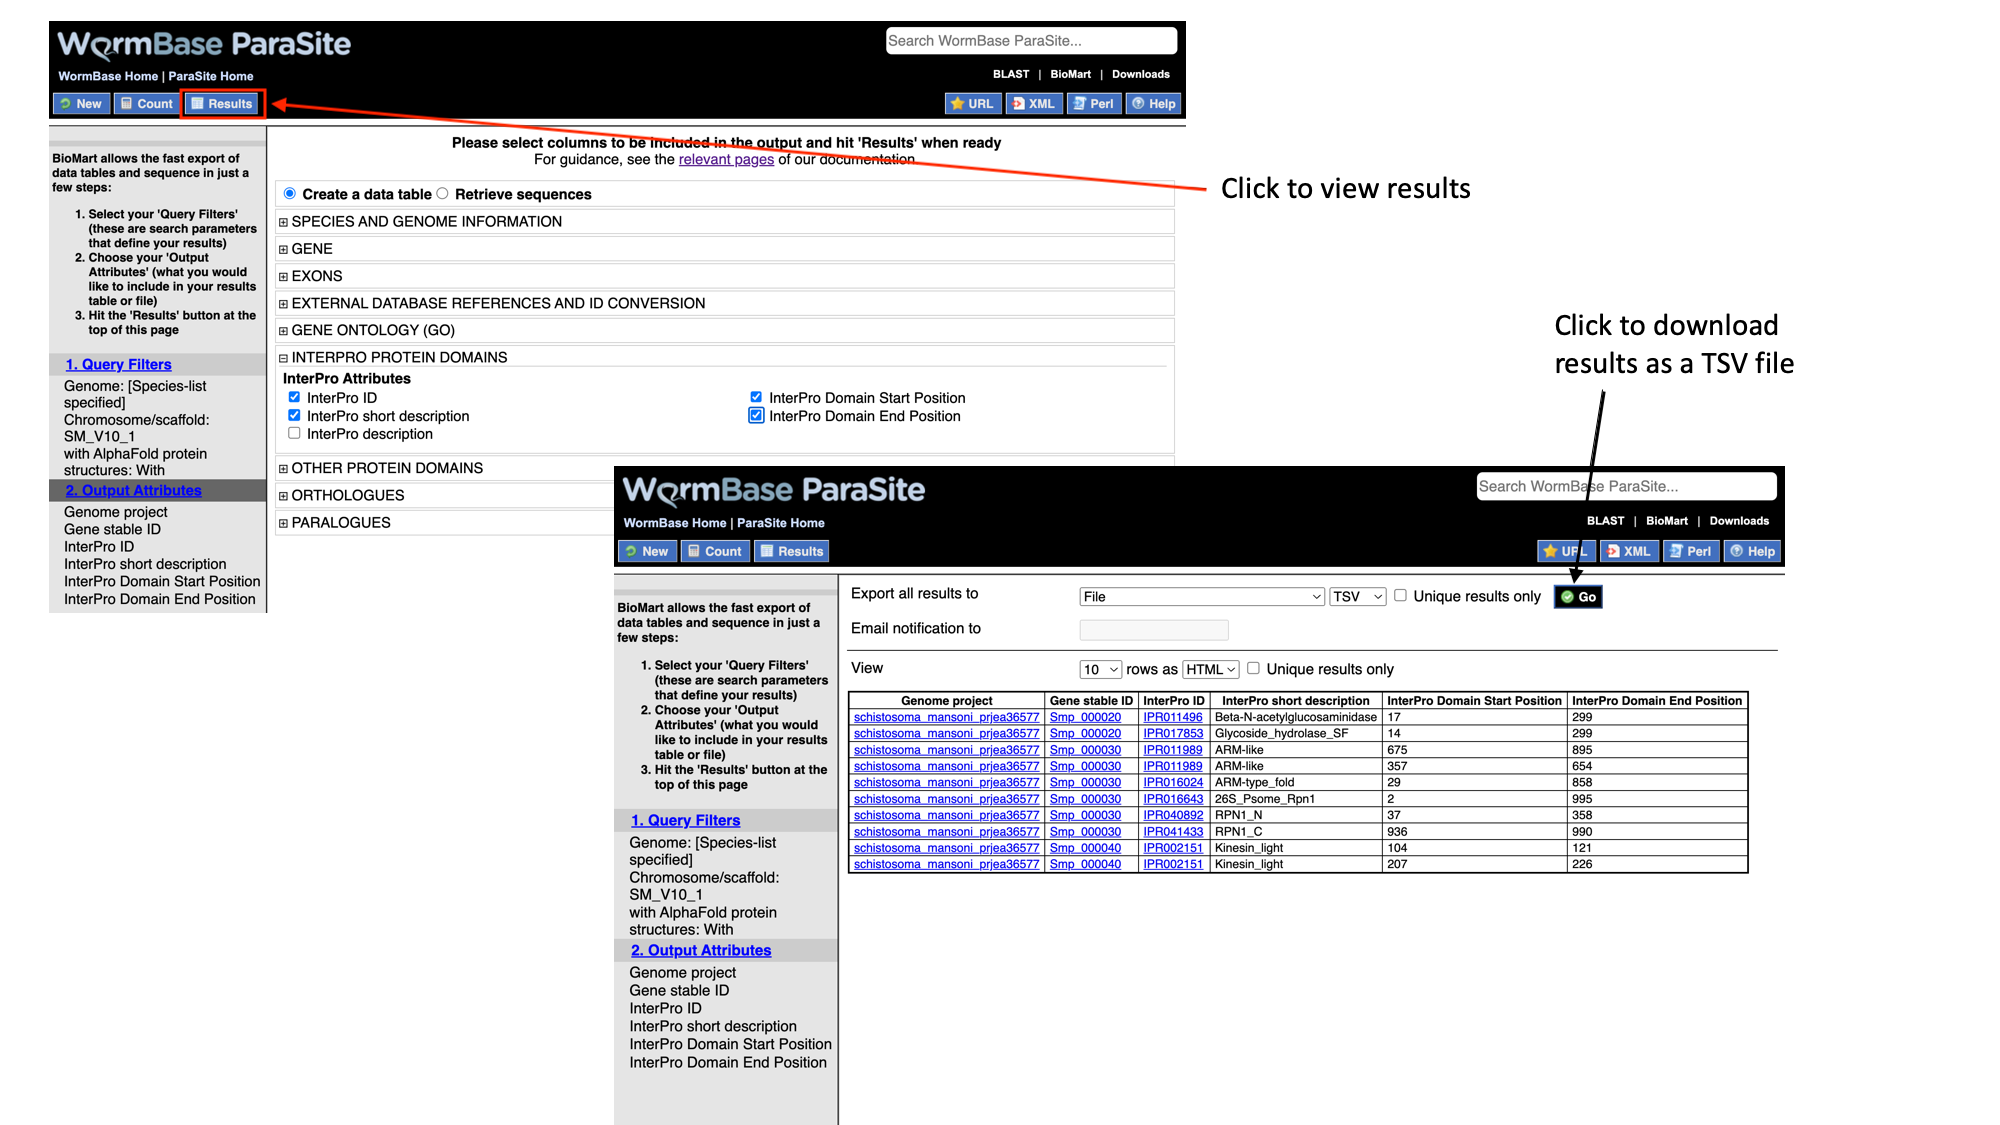 WormBase ParaSite
Search WormBase ParaSite...
WormBase Home | ParaSite Home
BLAST | BioMart | Downloads
New Count Results
URL XML Perl Help
Please select columns to be included in the output and hit 'Results' when ready
For guidance, see the relevant pages of our documentation.
BioMart allows the fast export of
data tables and sequence in just a
few steps:
1. Select your 'Query Filters'
(these are search parameters
that define your results)
2. Choose your 'Output
Attributes' (what you would
like to include in your results
table or file)
3. Hit the 'Results' button at the
top of this page
1. Query Filters
Genome: [Species-list
specified]
Chromosome/scaffold:
SM_V10_1
with AlphaFold protein
structures: With
2. Output Attributes
Genome project
Gene stable ID
InterPro ID
InterPro short description
InterPro Domain Start Position
InterPro Domain End Position
Create a data table Retrieve sequences
SPECIES AND GENOME INFORMATION
GENE
EXONS
EXTERNAL DATABASE REFERENCES AND ID CONVERSION
GENE ONTOLOGY (GO)
INTERPRO PROTEIN DOMAINS
InterPro Attributes
InterPro ID
InterPro short description
InterPro description
InterPro Domain Start Position
InterPro Domain End Position
OTHER PROTEIN DOMAINS
ORTHOLOGUES
PARALOGUES
Click to view results
Click to download
results as a TSV file
WormBase ParaSite
Search WormBase ParaSite...
WormBase Home | ParaSite Home
BLAST | BioMart | Downloads
New Count Results
URL XML Perl Help
BioMart allows the fast export of
data tables and sequence in just a
few steps:
1. Select your 'Query Filters'
(these are search parameters
that define your results)
2. Choose your 'Output
Attributes' (what you would
like to include in your results
table or file)
3. Hit the 'Results' button at the
top of this page
1. Query Filters
Genome: [Species-list
specified]
Chromosome/scaffold:
SM_V10_1
with AlphaFold protein
structures: With
2. Output Attributes
Genome project
Gene stable ID
InterPro ID
InterPro short description
InterPro Domain Start Position
InterPro Domain End Position
Export all results to File TSV Unique results only Go
Email notification to
View 10 rows as HTML Unique results only
Genome project Gene stable ID InterPro ID InterPro short description InterPro Domain Start Position InterPro Domain End Position
schistosoma_mansoni_prjea36577 Smp_000020 IPR011496 Beta-N-acetylglucosaminidase 17 299
schistosoma_mansoni_prjea36577 Smp_000020 IPR017853 Glycoside_hydrolase_SF 14 299
schistosoma_mansoni_prjea36577 Smp_000030 IPR011989 ARM-like 675 895
schistosoma_mansoni_prjea36577 Smp_000030 IPR011989 ARM-like 357 654
schistosoma_mansoni_prjea36577 Smp_000030 IPR016024 ARM-type_fold 29 858
schistosoma_mansoni_prjea36577 Smp_000030 IPR016643 26S_Psome_Rpn1 2 995
schistosoma_mansoni_prjea36577 Smp_000030 IPR040892 RPN1_N 37 358
schistosoma_mansoni_prjea36577 Smp_000030 IPR041433 RPN1_C 936 990
schistosoma_mansoni_prjea36577 Smp_000040 IPR002151 Kinesin_light 104 121
schistosoma_mansoni_prjea36577 Smp_000040 IPR002151 Kinesin_light 207 226